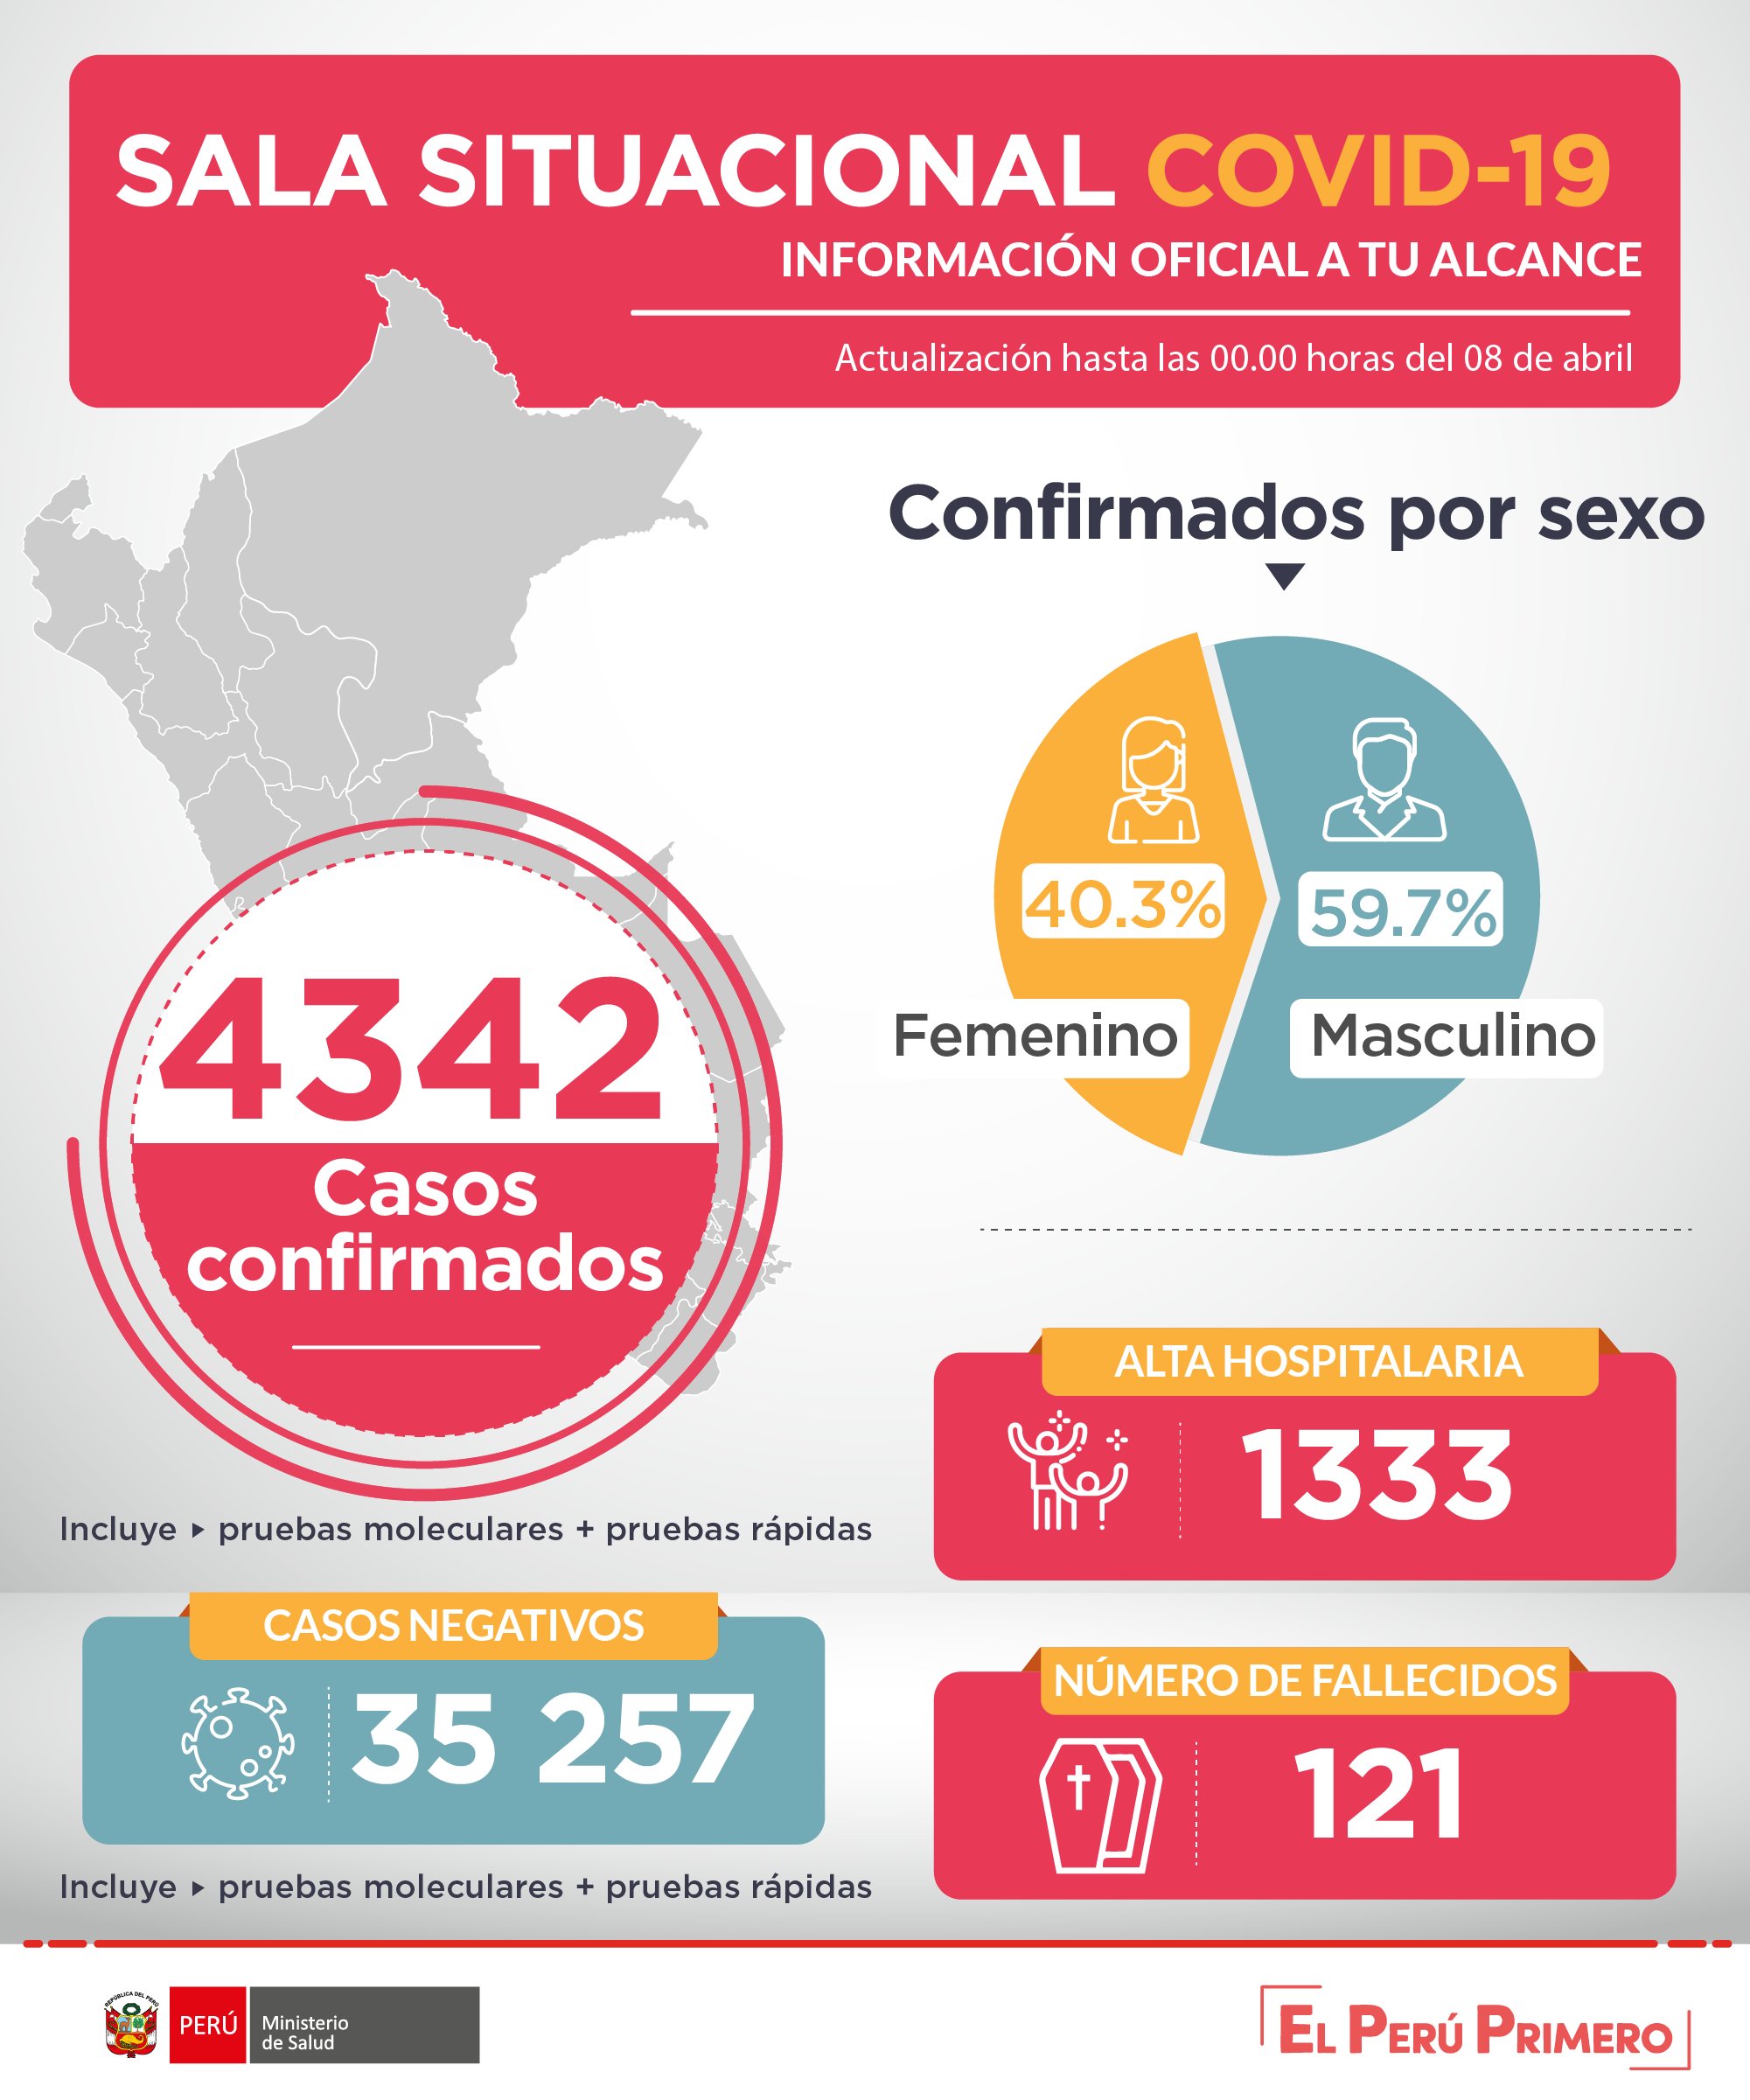 SALA SITUACIONAL COVID-19
INFORMACIÓN OFICIAL A TU ALCANCE
Actualización hasta las 00.00 horas del 08 de abril
Confirmados por sexo
40.3%
59.7%
Femenino
Masculino
4342
Casos
confirmados
Incluye ▸ pruebas moleculares + pruebas rápidas
ALTA HOSPITALARIA
1333
CASOS NEGATIVOS
35 257
Incluye ▸ pruebas moleculares + pruebas rápidas
NÚMERO DE FALLECIDOS
121
REPÚBLICA DEL PERÚ
PERÚ
Ministerio
de Salud
EL PERÚ PRIMERO